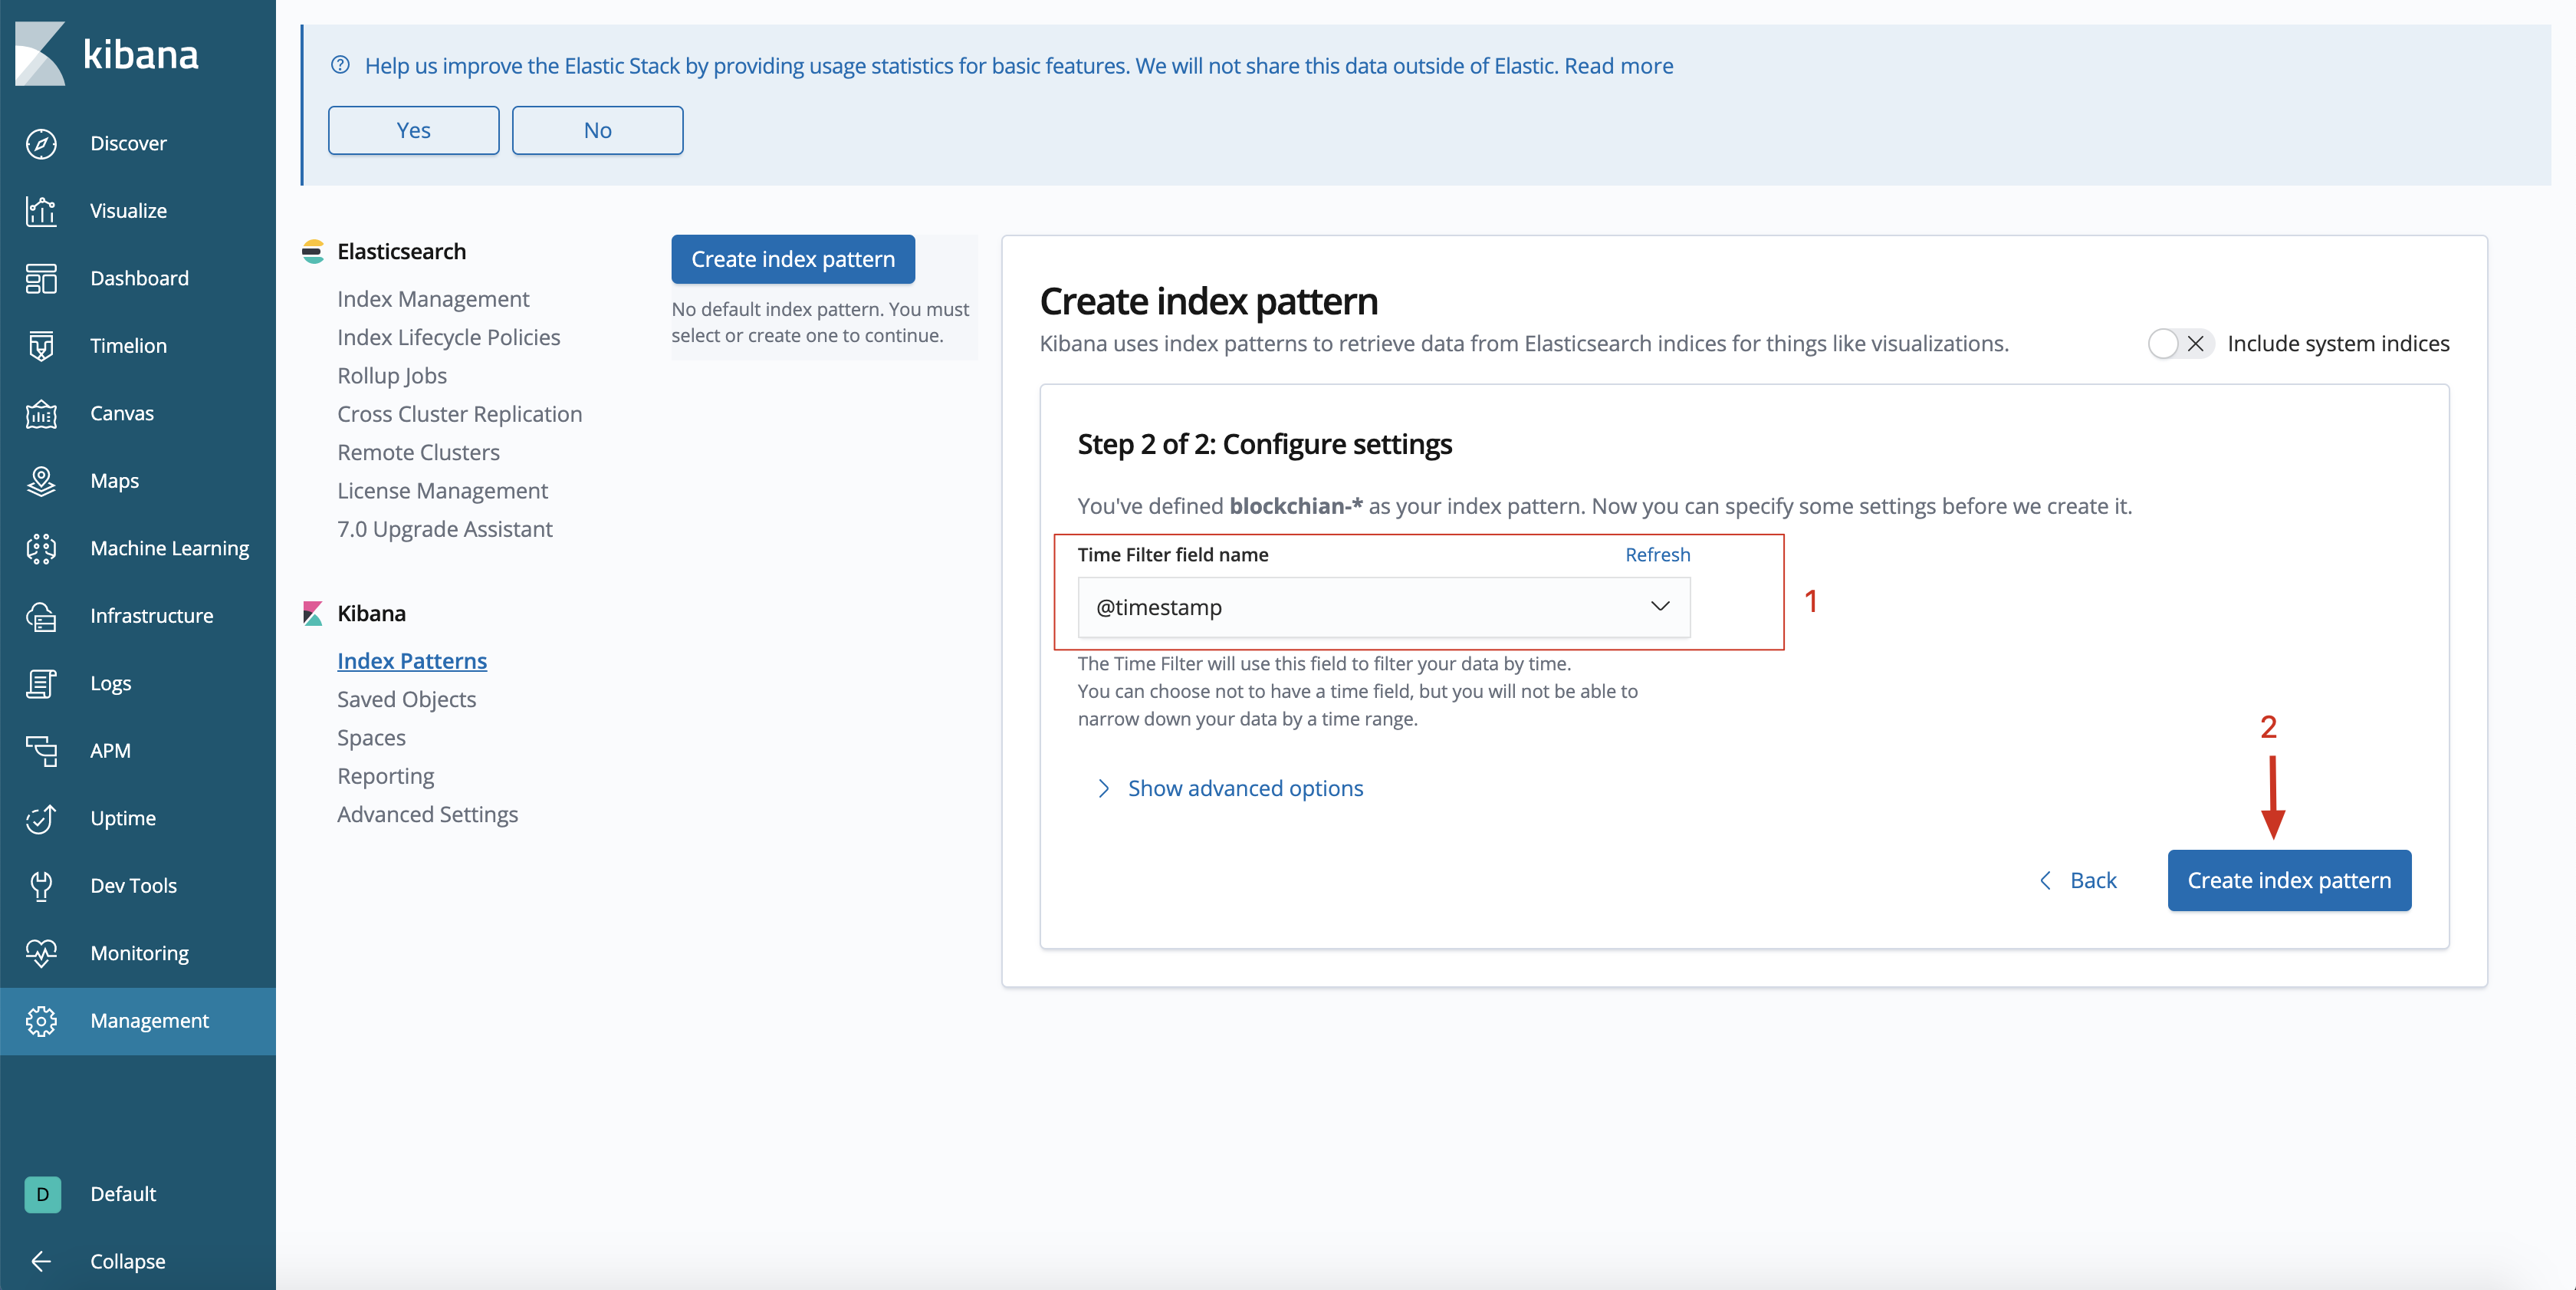 kibana
Discover
Visualize
Dashboard
Timelion
Canvas
Maps
Machine Learning
Infrastructure
Logs
APM
Uptime
Dev Tools
Monitoring
Management
D Default
Collapse
Help us improve the Elastic Stack by providing usage statistics for basic features. We will not share this data outside of Elastic. Read more
Yes No
Elasticsearch
Index Management
Index Lifecycle Policies
Rollup Jobs
Cross Cluster Replication
Remote Clusters
License Management
7.0 Upgrade Assistant
Kibana
Index Patterns
Saved Objects
Spaces
Reporting
Advanced Settings
Create index pattern
No default index pattern. You must
select or create one to continue.
Create index pattern
Kibana uses index patterns to retrieve data from Elasticsearch indices for things like visualizations.
Include system indices
Step 2 of 2: Configure settings
You've defined blockchian-* as your index pattern. Now you can specify some settings before we create it.
Time Filter field name Refresh
@timestamp
1
The Time Filter will use this field to filter your data by time.
You can choose not to have a time field, but you will not be able to
narrow down your data by a time range.
2
Show advanced options
Back Create index pattern